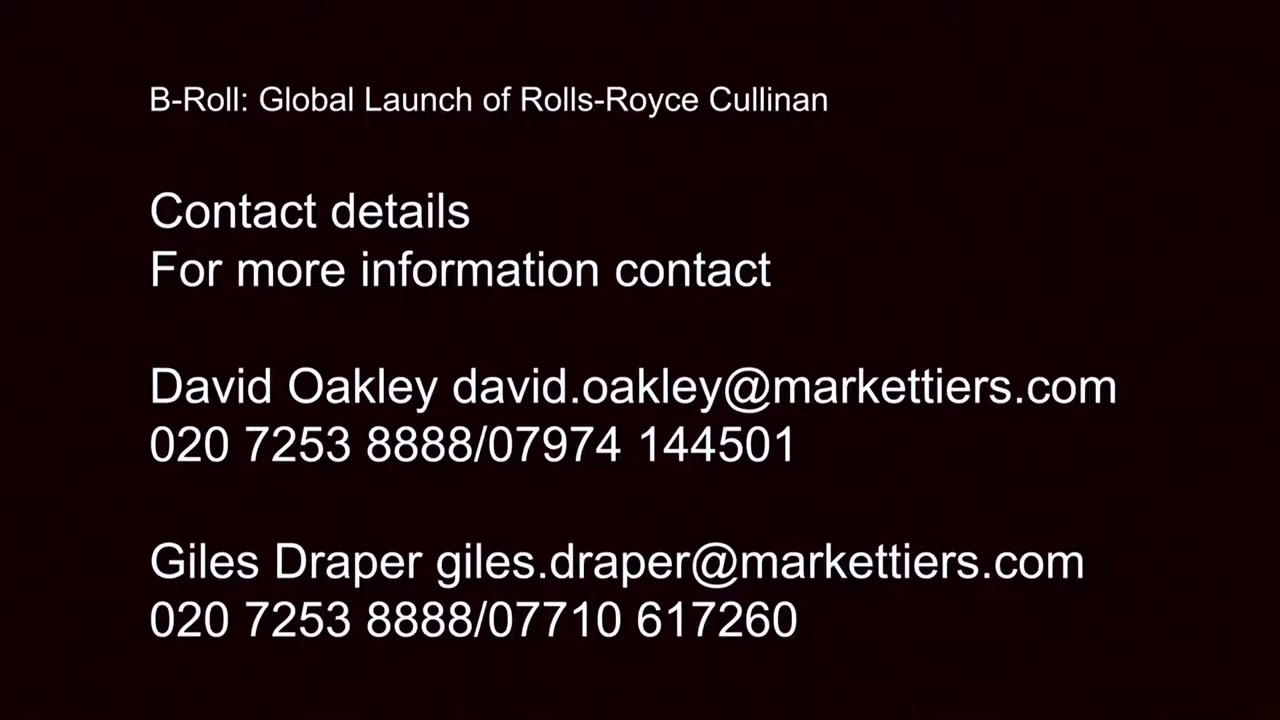 B-Roll: Global Launch of Rolls-Royce Cullinan
Contact details
For more information contact
David Oakley david.oakley@markettiers.com
020 7253 8888/07974 144501
Giles Draper giles.draper@markettiers.com
020 7253 8888/07710 617260